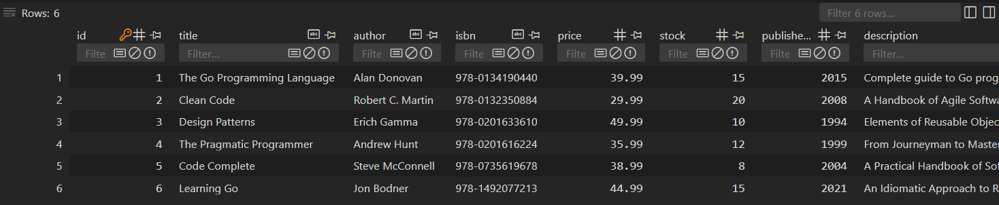 Rows: 6 Filter 6 rows...
id title author isbn price stock publishe... description
Filte Filter... Filte Filte Filte Filte Filte Filter...
1 1 The Go Programming Language Alan Donovan 978-0134190440 39.99 15 2015 Complete guide to Go prog
2 2 Clean Code Robert C. Martin 978-0132350884 29.99 20 2008 A Handbook of Agile Softwa
3 3 Design Patterns Erich Gamma 978-0201633610 49.99 10 1994 Elements of Reusable Objec
4 4 The Pragmatic Programmer Andrew Hunt 978-0201616224 35.99 12 1999 From Journeyman to Master
5 5 Code Complete Steve McConnell 978-0735619678 38.99 8 2004 A Practical Handbook of Sof
6 6 Learning Go Jon Bodner 978-1492077213 44.99 15 2021 An Idiomatic Approach to R